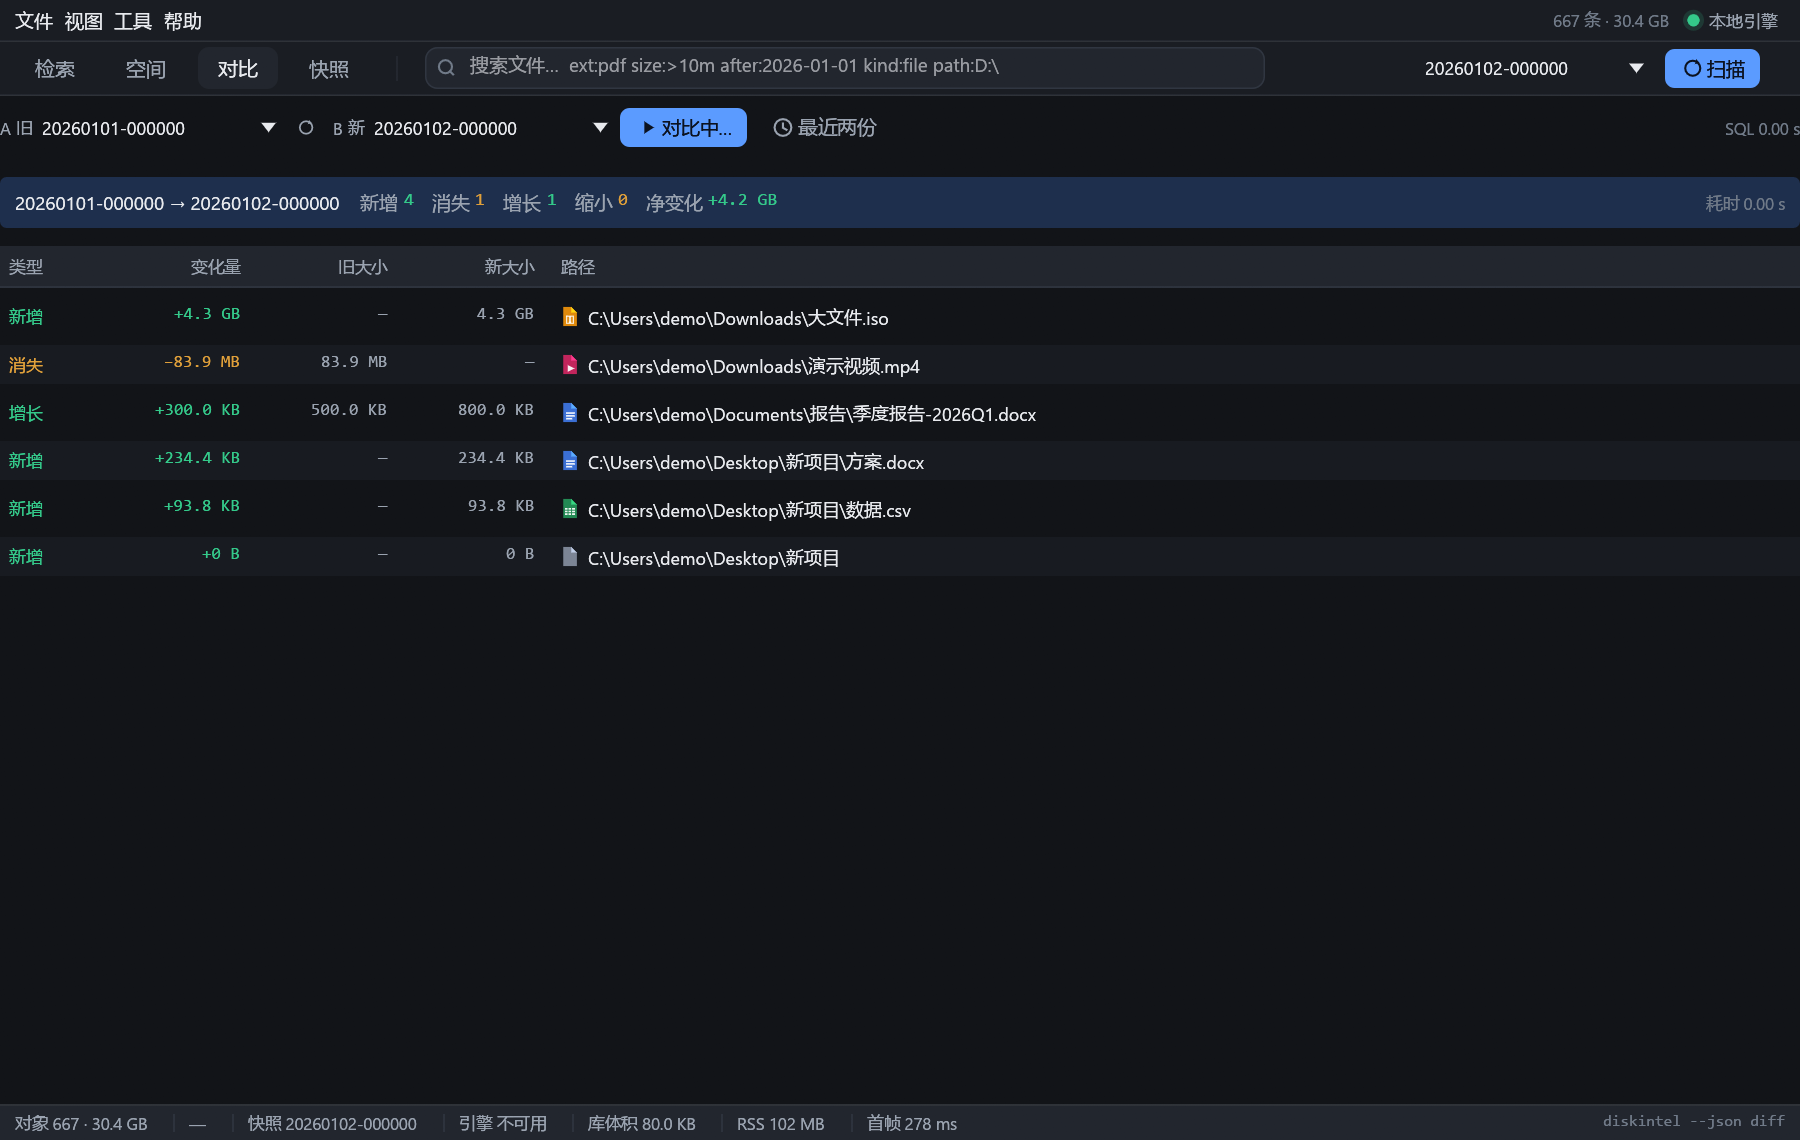 文件 视图 工具 帮助 667 条 · 30.4 GB 本地引擎
检索 空间 对比 快照 搜索文件... ext:pdf size:>10m after:2026-01-01 kind:file path:D:\ 20260102-000000 扫描
A 旧 20260101-000000 B 新 20260102-000000 对比中... 最近两份 SQL 0.00 s
20260101-000000 → 20260102-000000 新增 4 消失 1 增长 1 缩小 0 净变化 +4.2 GB 耗时 0.00 s
类型 变化量 旧大小 新大小 路径
新增 +4.3 GB — 4.3 GB C:\Users\demo\Downloads\大文件.iso
消失 −83.9 MB 83.9 MB — C:\Users\demo\Downloads\演示视频.mp4
增长 +300.0 KB 500.0 KB 800.0 KB C:\Users\demo\Documents\报告\季度报告-2026Q1.docx
新增 +234.4 KB — 234.4 KB C:\Users\demo\Desktop\新项目\方案.docx
新增 +93.8 KB — 93.8 KB C:\Users\demo\Desktop\新项目\数据.csv
新增 +0 B — 0 B C:\Users\demo\Desktop\新项目
对象 667 · 30.4 GB — 快照 20260102-000000 引擎 不可用 库体积 80.0 KB RSS 102 MB 首帧 278 ms diskintel --json diff